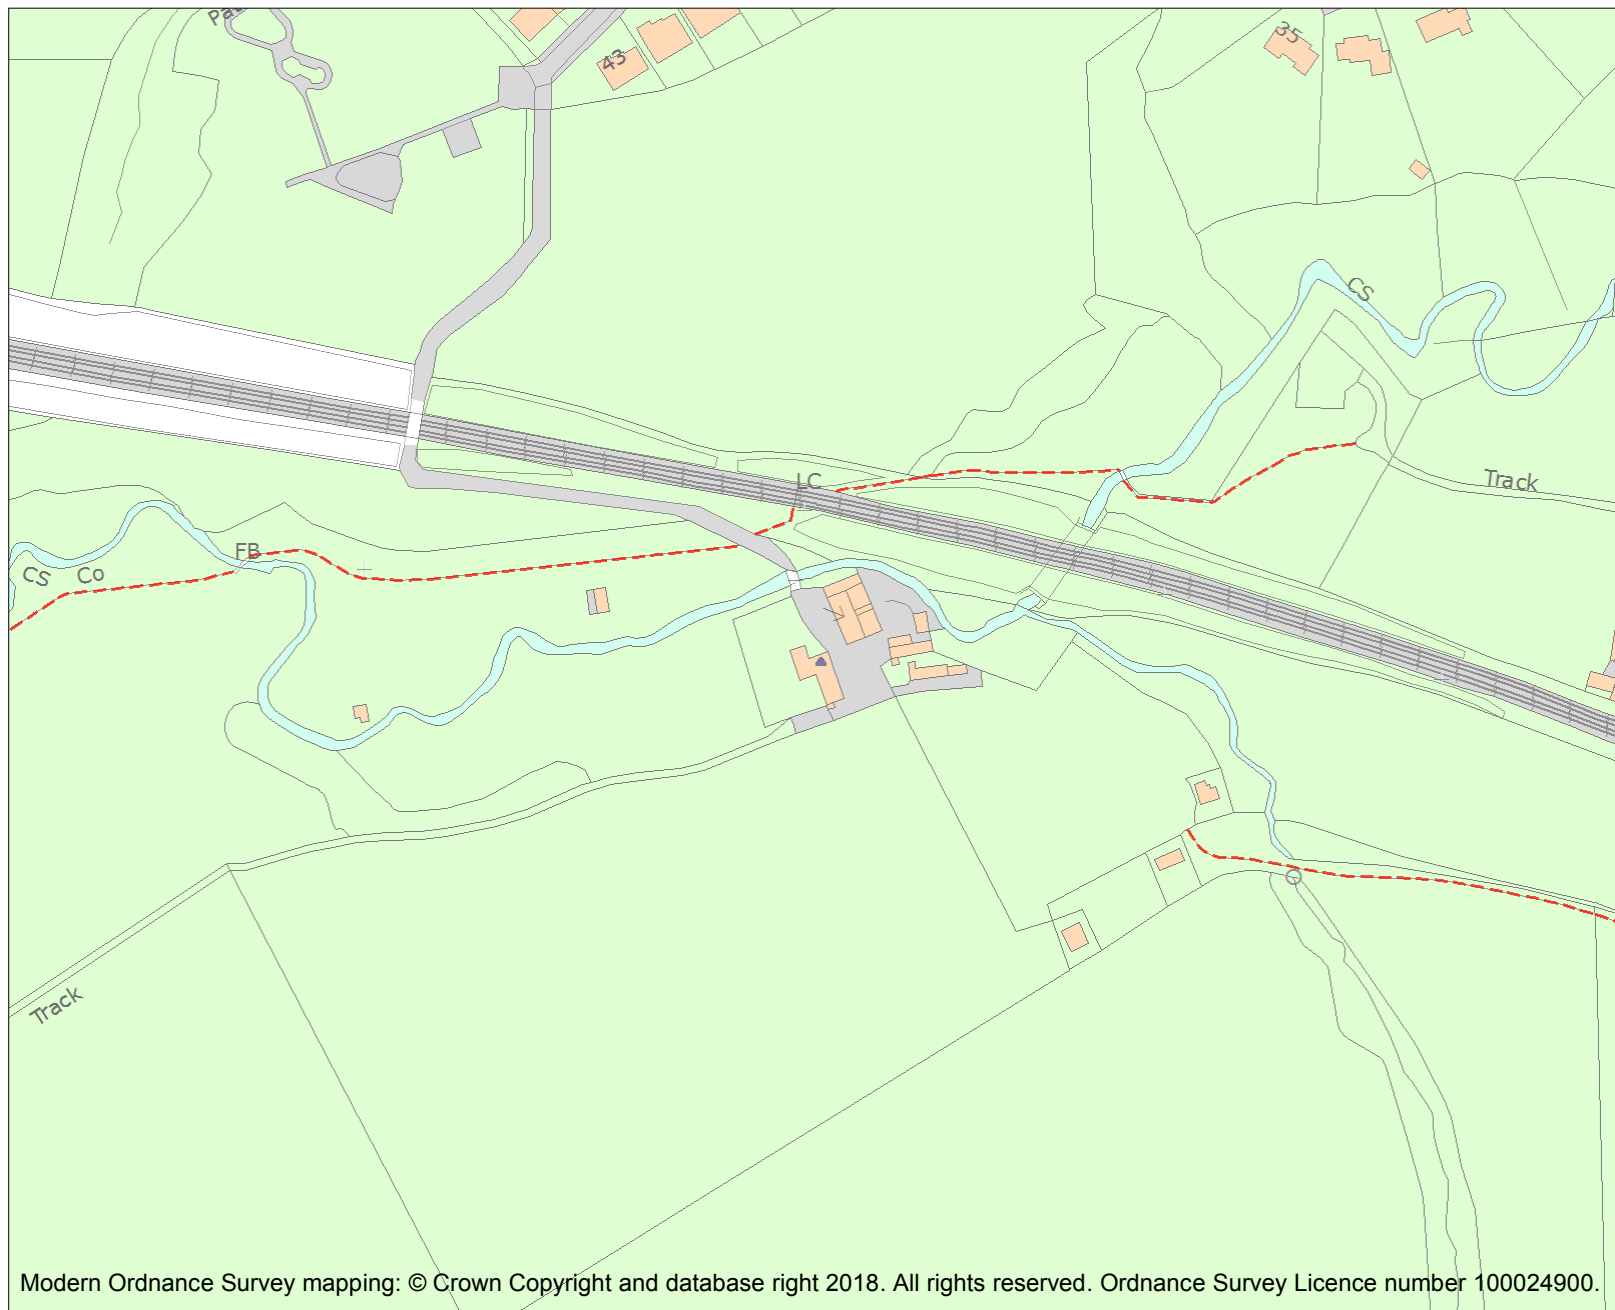 35
43
CS
LC
Track
FB
CS Co
Track
Modern Ordnance Survey mapping: © Crown Copyright and database right 2018. All rights reserved. Ordnance Survey Licence number 100024900.